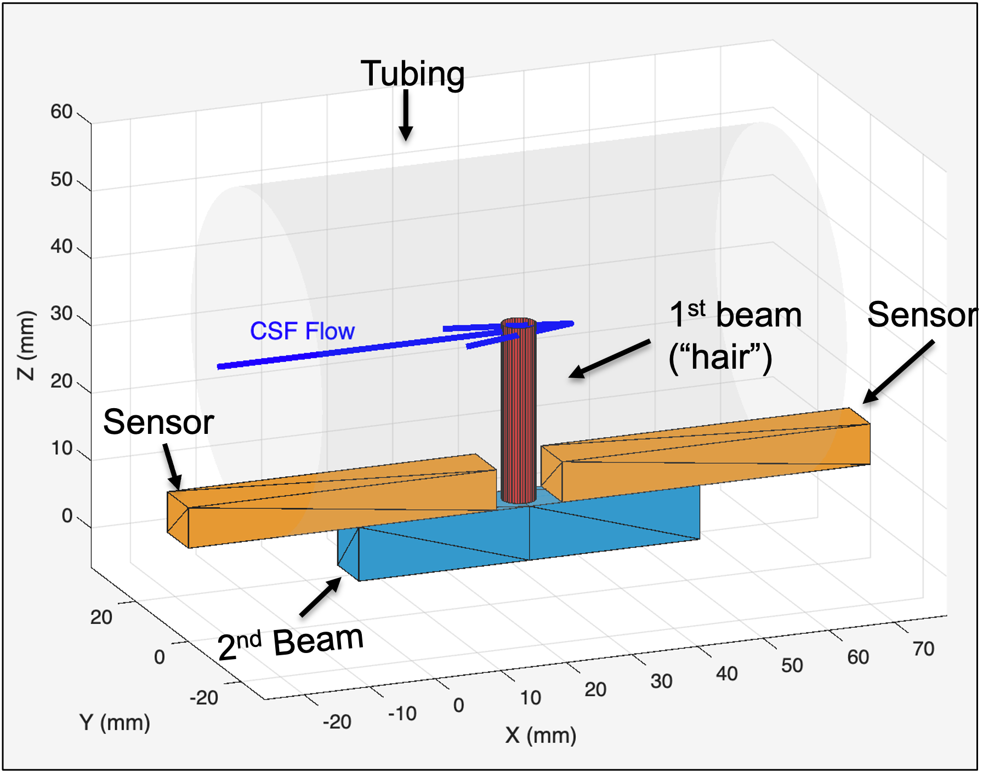 Tubing
60
50
40
30
20
10
0
Z (mm)
CSF Flow
1st beam
(“hair”)
Sensor
Sensor
2nd Beam
20
0
-20
Y (mm)
-20
-10
0
10
20
30
40
50
60
70
X (mm)